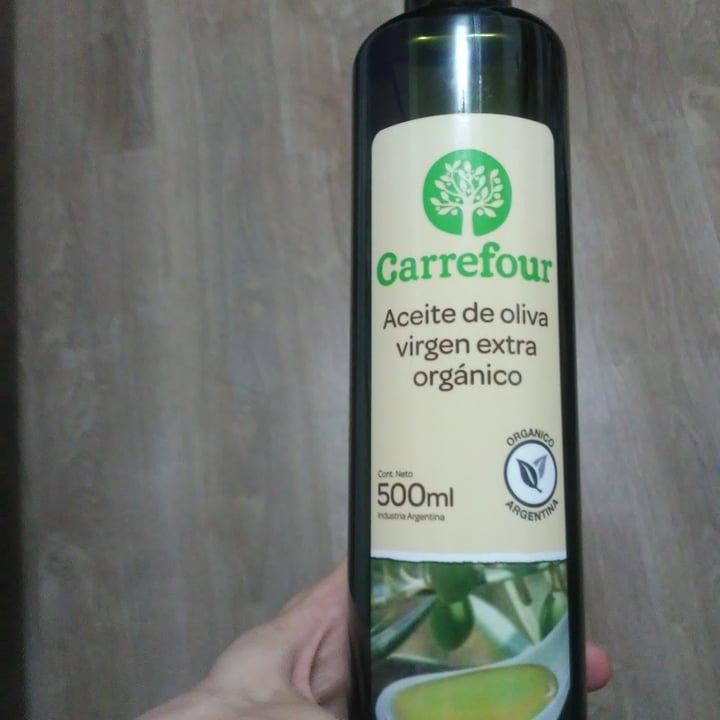 Carrefour
Aceite de oliva
virgen extra
orgánico
ORGANICO
ARGENTINA
Cont. Neto
500ml
Industria Argentina